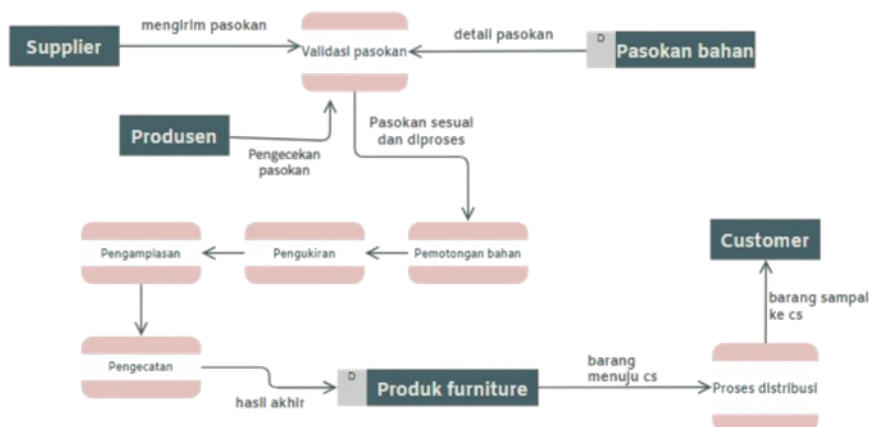 mengirim pasokan
Supplier
Validasi pasokan
detail pasokan
D
Pasokan bahan
Produsen
Pengecekan
pasokan
Pasokan sesuai
dan diproses
Pengamplasan
Pengukiran
Pemotongan bahan
Customer
barang sampai
ke cs
Pengecatan
hasil akhir
D
Produk furniture
barang
menuju cs
Proses distribusi